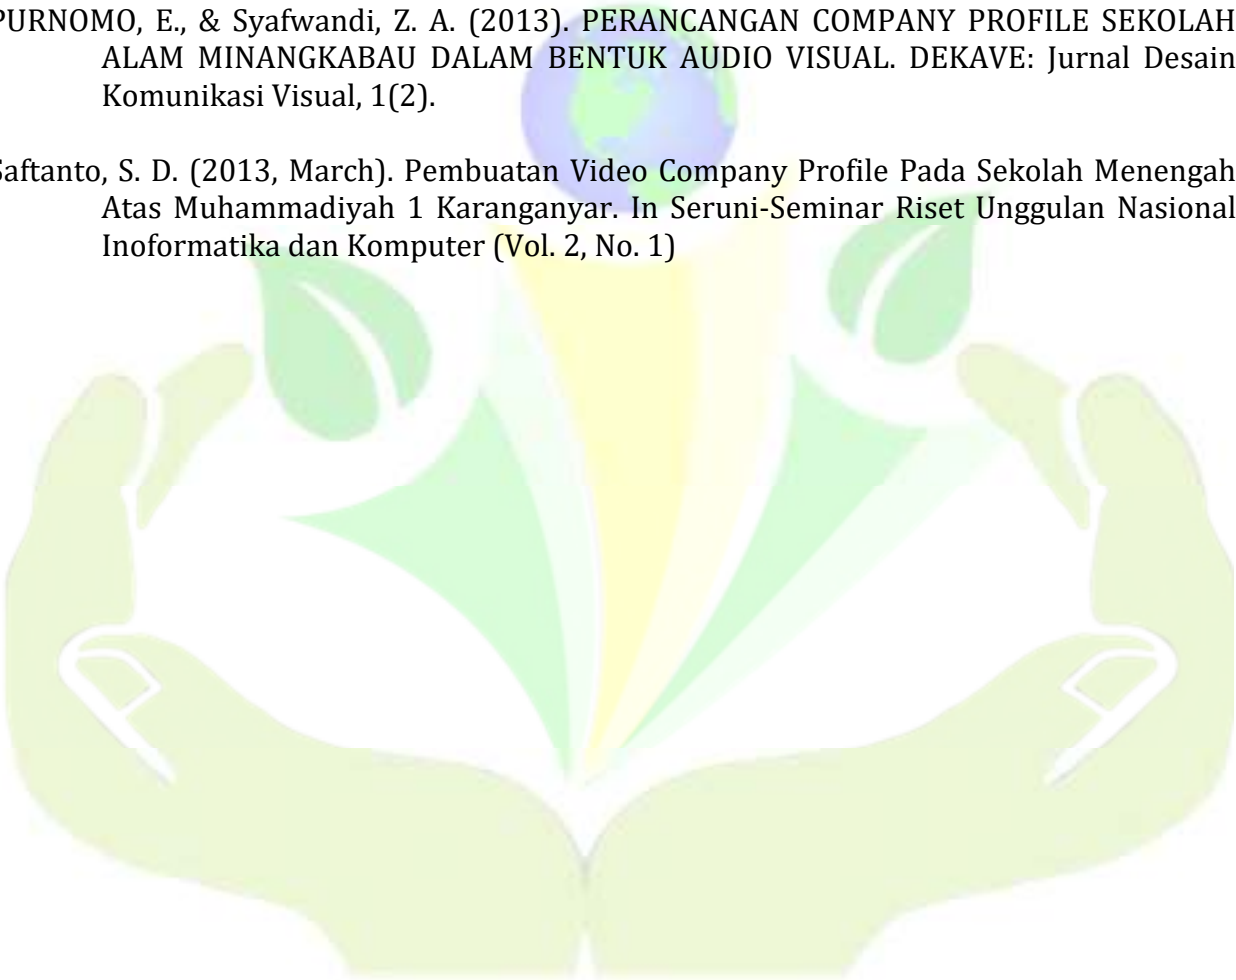 PURNOMO, E., & Syafwandi, Z. A. (2013). PERANCANGAN COMPANY PROFILE SEKOLAH
ALAM MINANGKABAU DALAM BENTUK AUDIO VISUAL. DEKAVE: Jurnal Desain
Komunikasi Visual, 1(2).
Saftanto, S. D. (2013, March). Pembuatan Video Company Profile Pada Sekolah Menengah
Atas Muhammadiyah 1 Karanganyar. In Seruni-Seminar Riset Unggulan Nasional
Inoformatika dan Komputer (Vol. 2, No. 1)